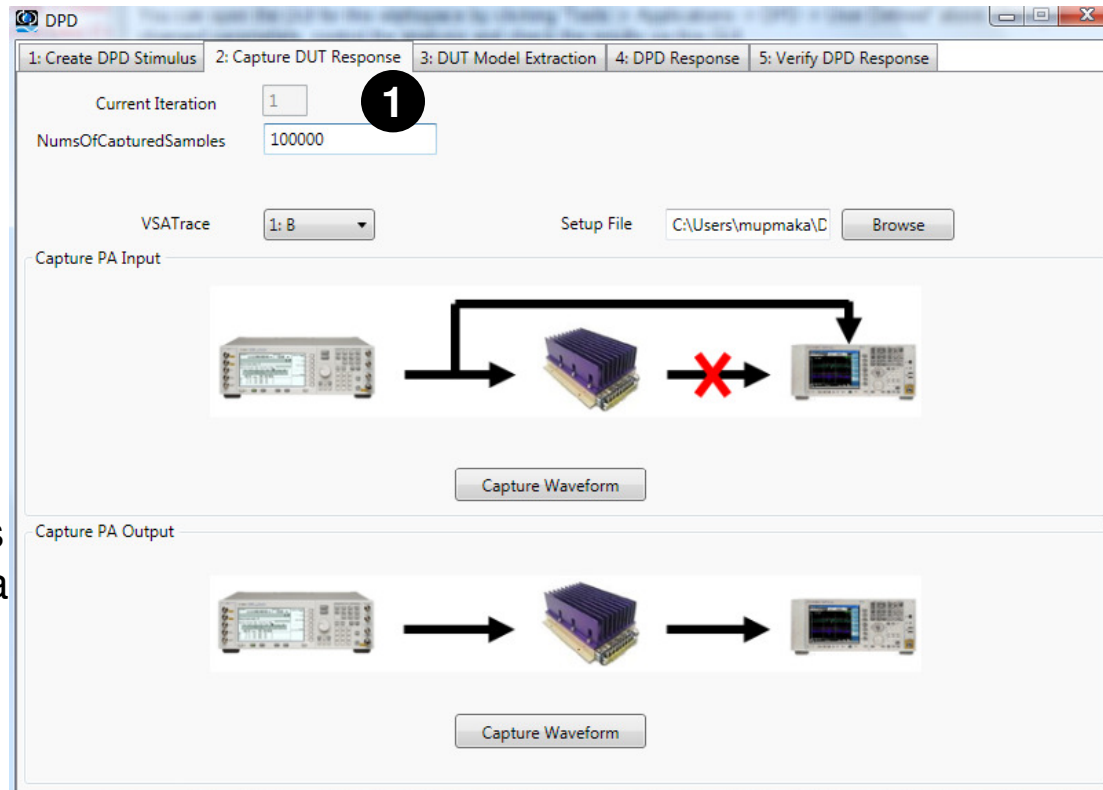 DPD
1: Create DPD Stimulus 2: Capture DUT Response 3: DUT Model Extraction 4: DPD Response 5: Verify DPD Response
Current Iteration 1
1
NumsOfCapturedSamples 100000
VSATrace 1: B Setup File C:\Users\mupmaka\D Browse
Capture PA Input
Capture Waveform
s
Capture PA Output
a
Capture Waveform